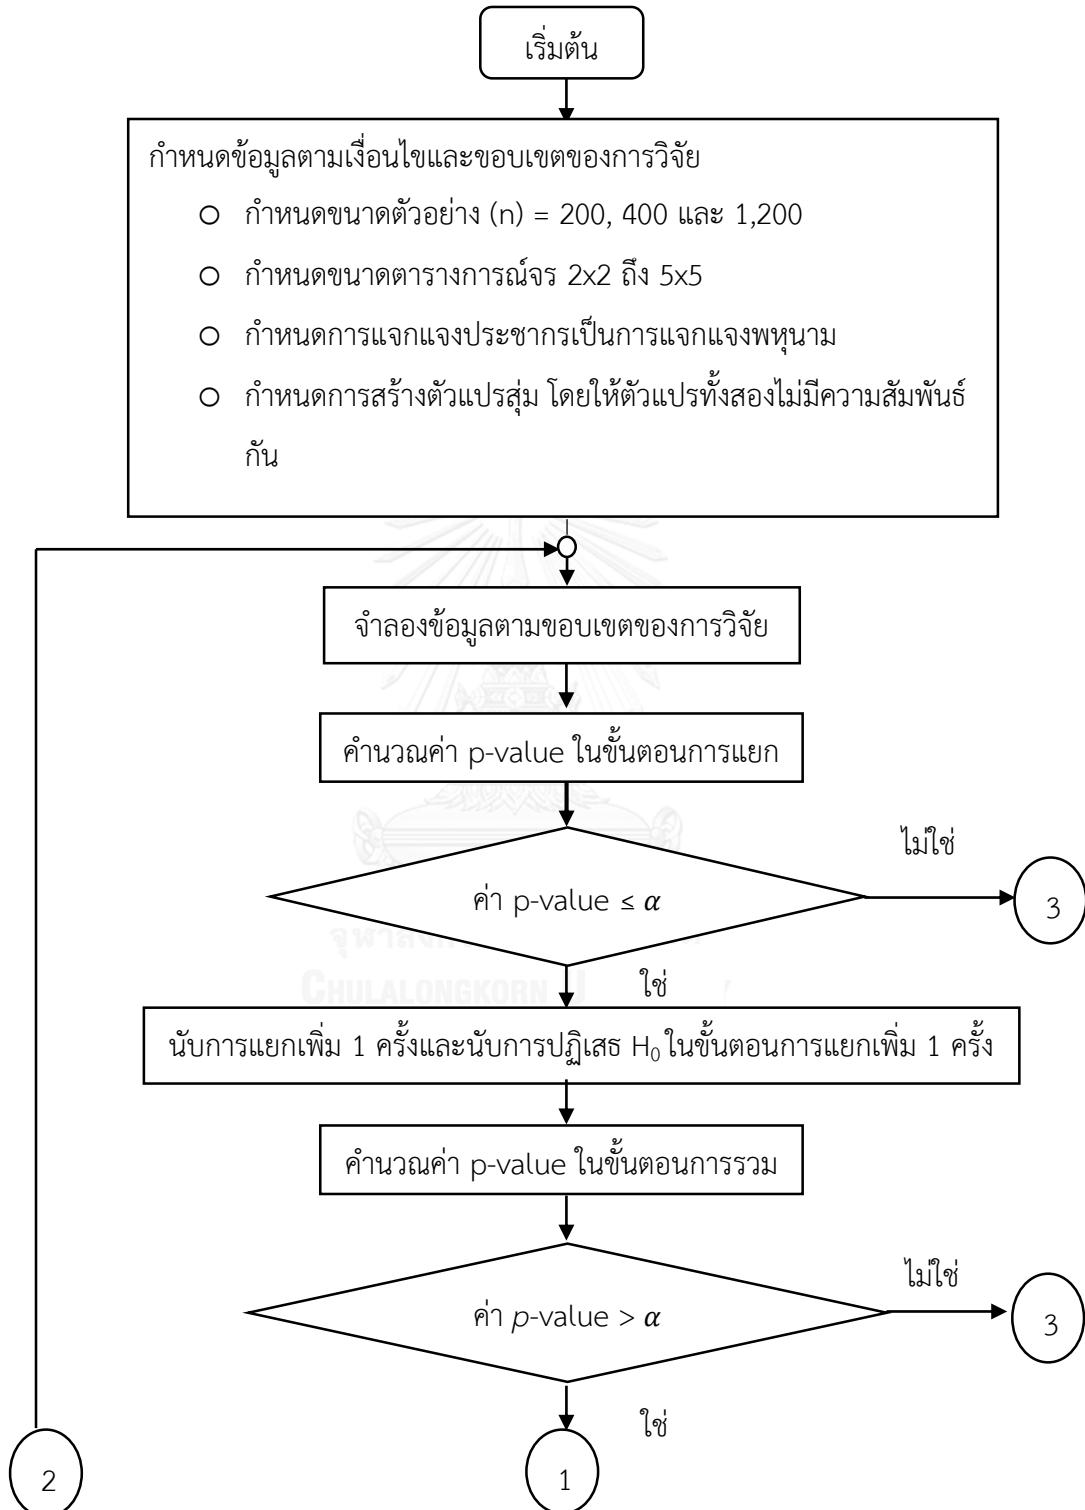 เริ่มต้น
กำหนดข้อมูลตามเงื่อนไขและขอบเขตของการวิจัย
กำหนดขนาดตัวอย่าง (n) = 200, 400 และ 1,200
กำหนดขนาดตารางการณ์จร 2x2 ถึง 5x5
กำหนดการแจกแจงประชากรเป็นการแจกแจงพหุนาม
กำหนดการสร้างตัวแปรสุ่ม โดยให้ตัวแปรทั้งสองไม่มีความสัมพันธ์
กัน
จำลองข้อมูลตามขอบเขตของการวิจัย
คำนวณค่า p-value ในขั้นตอนการแยก
ไม่ใช่
ค่า p-value ≤ α
3
ใช่
CHULALONGKORN U
นับการแยกเพิ่ม 1 ครั้งและนับการปฏิเสธ H₀ ในขั้นตอนการแยกเพิ่ม 1 ครั้ง
คำนวณค่า p-value ในขั้นตอนการรวม
ไม่ใช่
ค่า p-value > α
3
ใช่
2
1